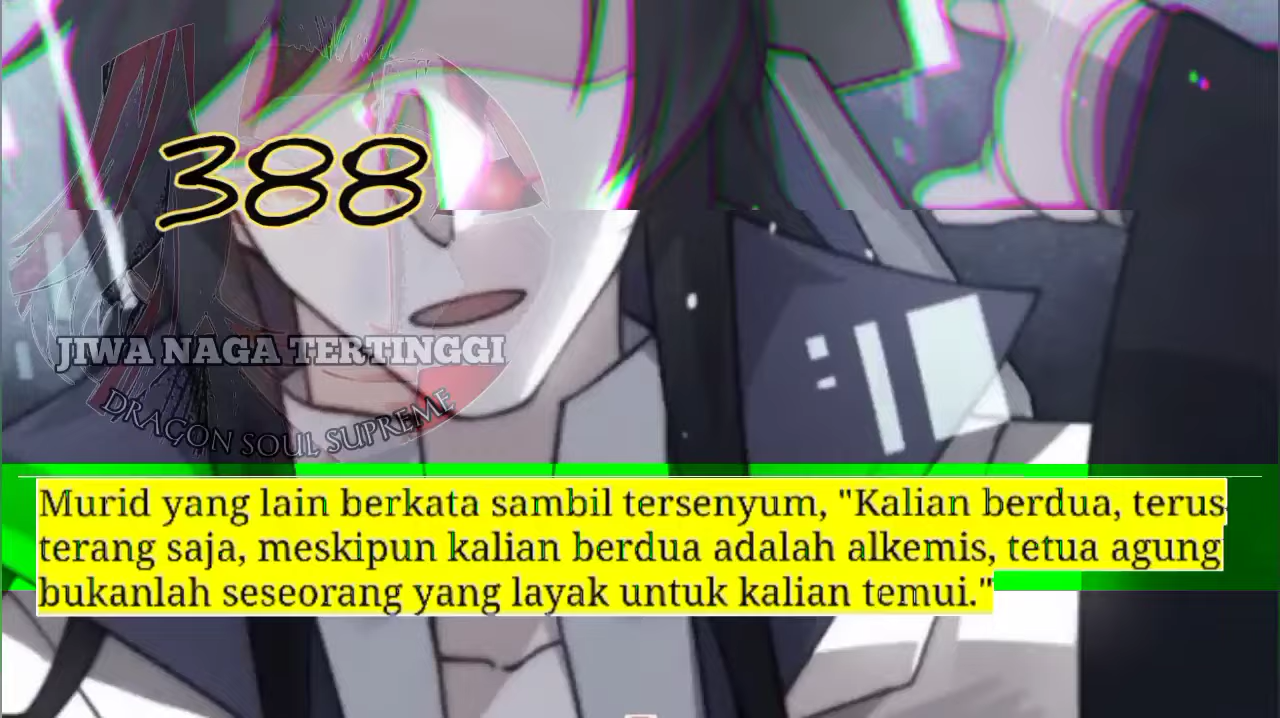 388
JIWA NAGA TERTINGGI
DRAGON SOUL SUPREME
Murid yang lain berkata sambil tersenyum, "Kalian berdua, terus
terang saja, meskipun kalian berdua adalah alkemis, tetua agung
bukanlah seseorang yang layak untuk kalian temui."